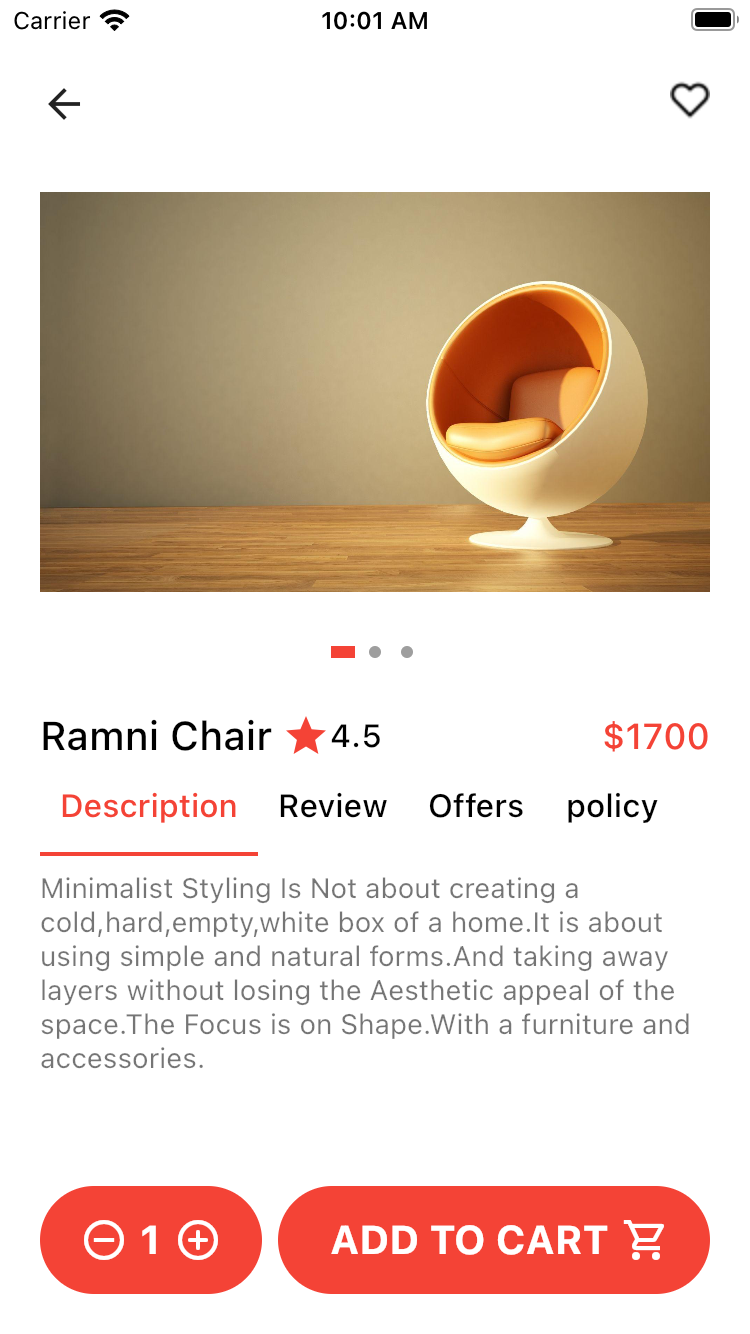 Carrier 10:01 AM
Ramni Chair 4.5 $1700
Description Review Offers policy
Minimalist Styling Is Not about creating a
cold,hard,empty,white box of a home.It is about
using simple and natural forms.And taking away
layers without losing the Aesthetic appeal of the
space.The Focus is on Shape.With a furniture and
accessories.
1 ADD TO CART